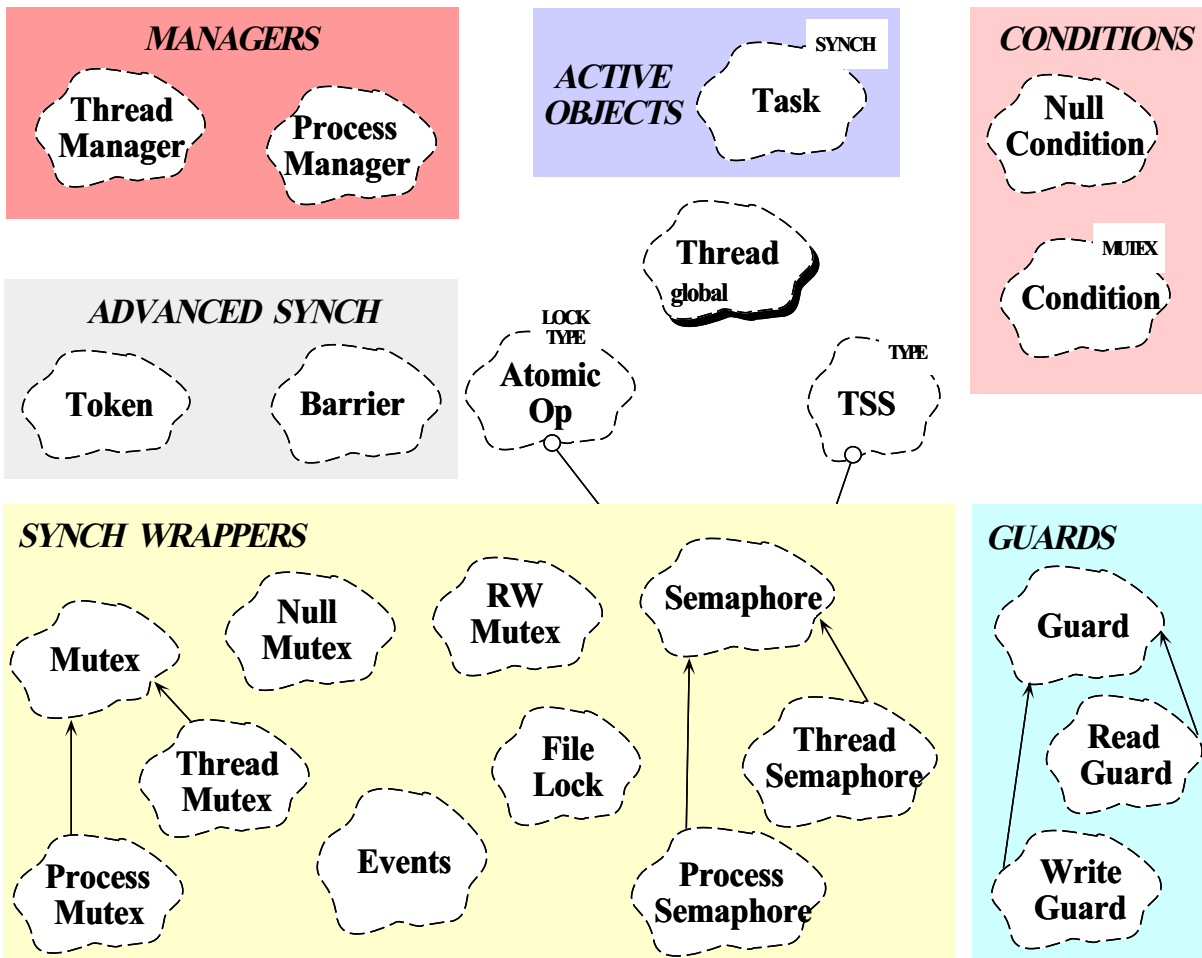 MANAGERS
Thread
Manager
Process
Manager
ACTIVE
OBJECTS
SYNCH
Task
CONDITIONS
Null
Condition
MUTEX
Condition
Thread
global
ADVANCED SYNCH
Token
Barrier
LOCK
TYPE
Atomic
Op
TYPE
TSS
SYNCH WRAPPERS
Mutex
Null
Mutex
RW
Mutex
Semaphore
Thread
Mutex
File
Lock
Thread
Semaphore
Process
Mutex
Events
Process
Semaphore
GUARDS
Guard
Read
Guard
Write
Guard